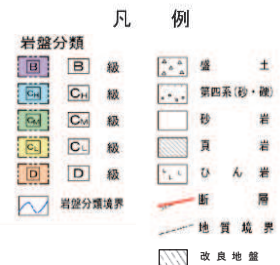 凡 例
岩盤分類
B B 級
CH CH 級
CM CM 級
CL CL 級
D D 級
岩盤分類境界
盛 土
第四系(砂・礫)
砂 岩
頁 岩
ひ ん 岩
断 層
地 質 境 界
改 良 地 盤